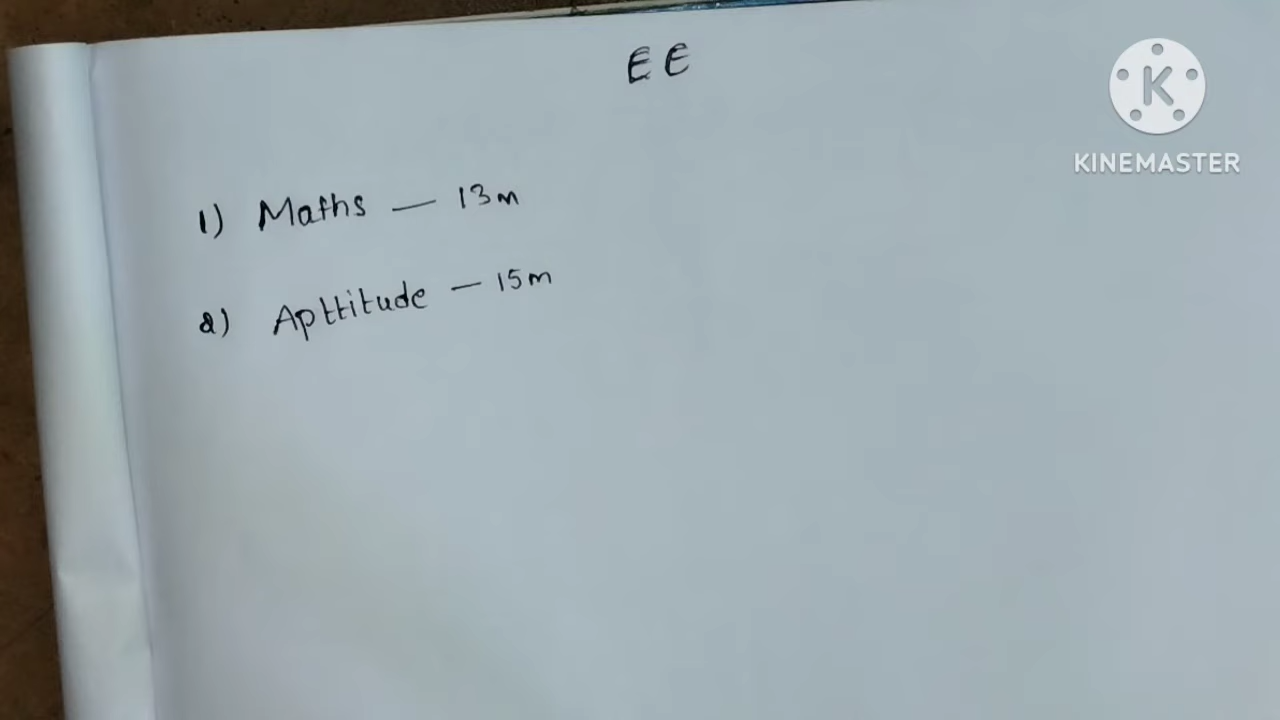 EE
K
KINEMASTER
1) Maths — 13m
2) Apttitude — 15m